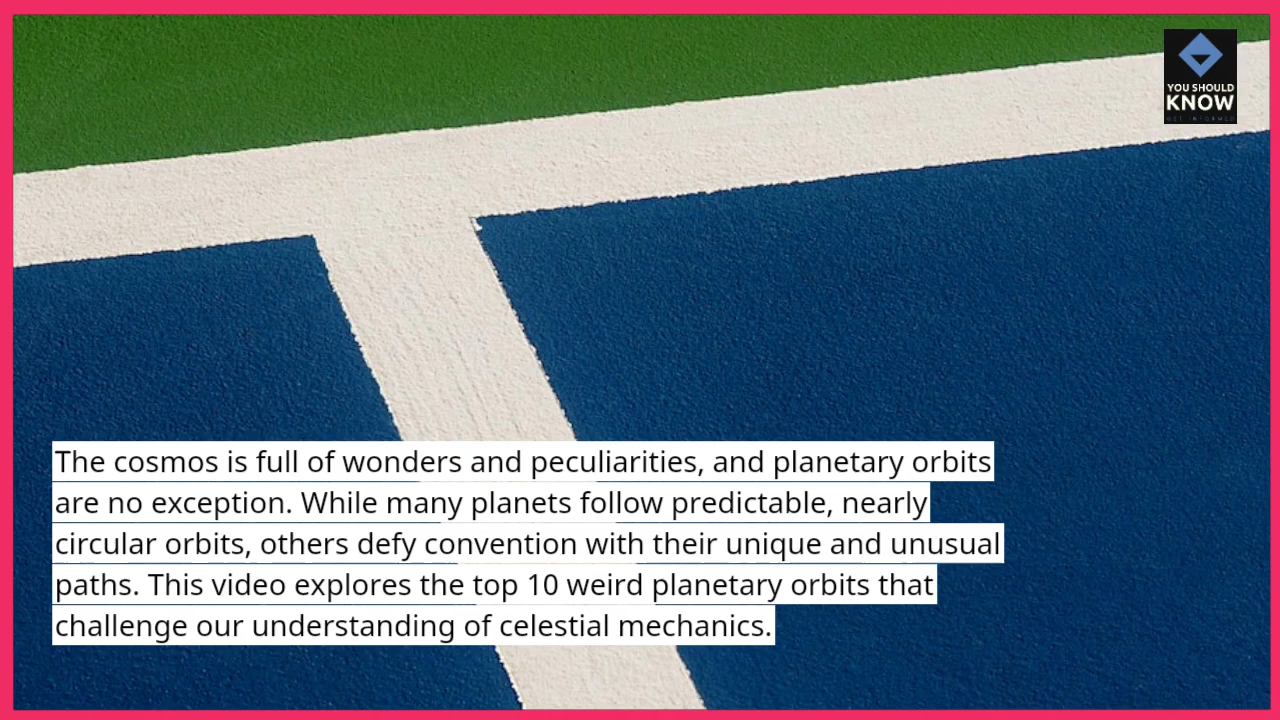 YOU SHOULD
KNOW
GET INFORMED
The cosmos is full of wonders and peculiarities, and planetary orbits
are no exception. While many planets follow predictable, nearly
circular orbits, others defy convention with their unique and unusual
paths. This video explores the top 10 weird planetary orbits that
challenge our understanding of celestial mechanics.